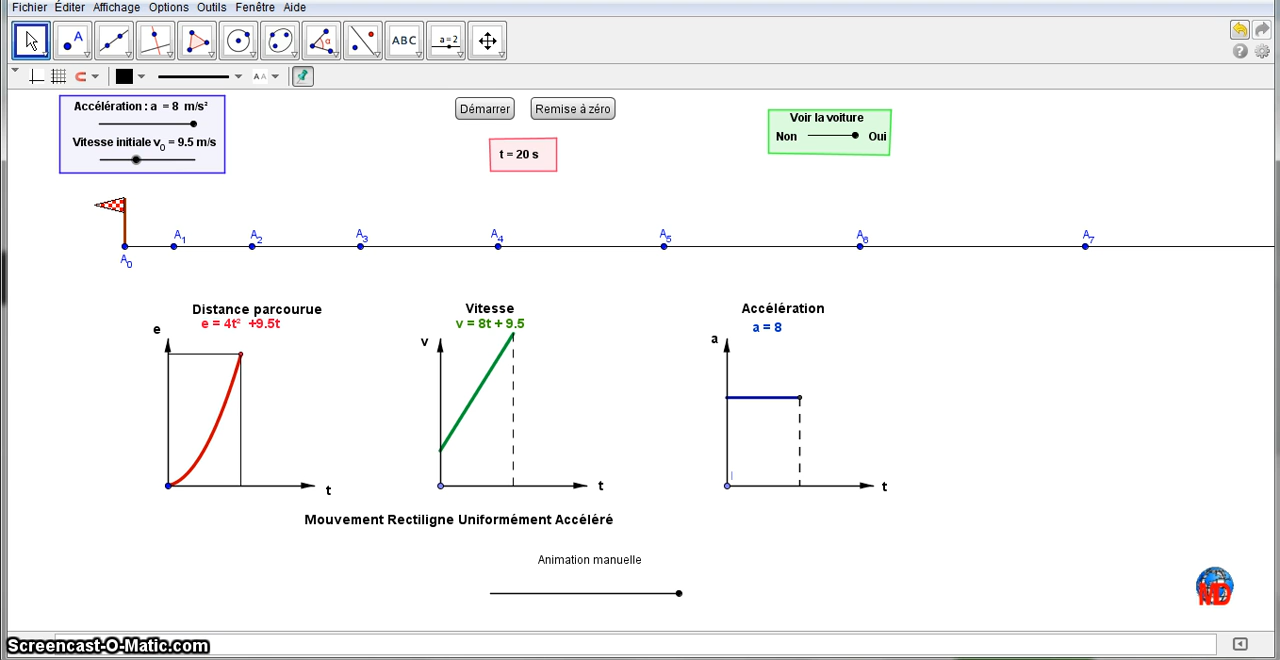 Fichier Éditer Affichage Options Outils Fenêtre Aide
A
α
ABC
a = 2
A A
Accélération : a = 8 m/s²
Vitesse initiale v₀ = 9.5 m/s
Démarrer
Remise à zéro
t = 20 s
Voir la voiture
Non
Oui
A₀
A₁
A₂
A₃
A₄
A₅
A₆
A₇
Distance parcourue
e = 4t² +9.5t
e
t
Vitesse
v = 8t + 9.5
v
t
Accélération
a = 8
a
t
Mouvement Rectiligne Uniformément Accéléré
Animation manuelle
MD
Screencast-O-Matic.com